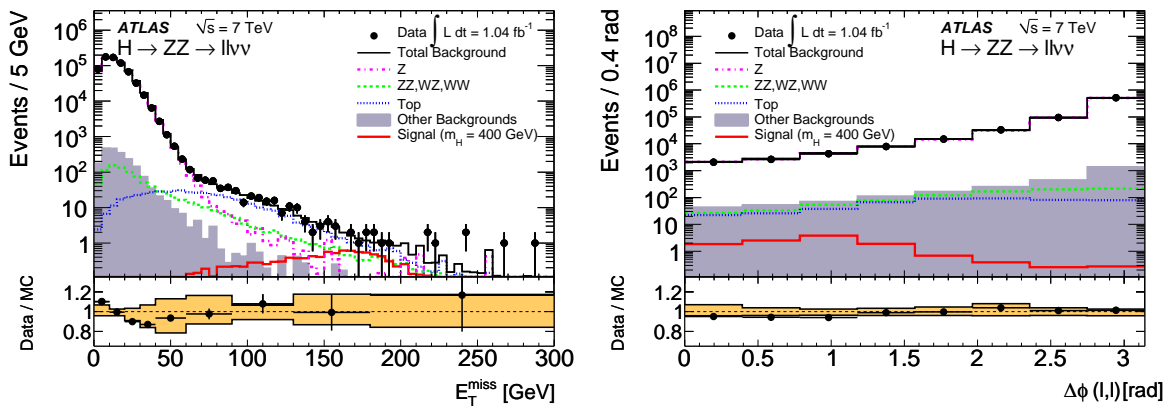 Events / 5 GeV
ATLAS √s = 7 TeV
H → ZZ → llνν
Data ∫ L dt = 1.04 fb⁻¹
Total Background
Z
ZZ,WZ,WW
Top
Other Backgrounds
Signal (m_H = 400 GeV)
10⁶
10⁵
10⁴
10³
10²
10
1
Data / MC
1.2
1
0.8
0 50 100 150 200 250 300
E_T^miss [GeV]
Events / 0.4 rad
ATLAS √s = 7 TeV
H → ZZ → llνν
Data ∫ L dt = 1.04 fb⁻¹
Total Background
Z
ZZ,WZ,WW
Top
Other Backgrounds
Signal (m_H = 400 GeV)
10⁸
10⁷
10⁶
10⁵
10⁴
10³
10²
10
1
Data / MC
1.2
1
0.8
0 0.5 1 1.5 2 2.5 3
Δϕ (l,l) [rad]